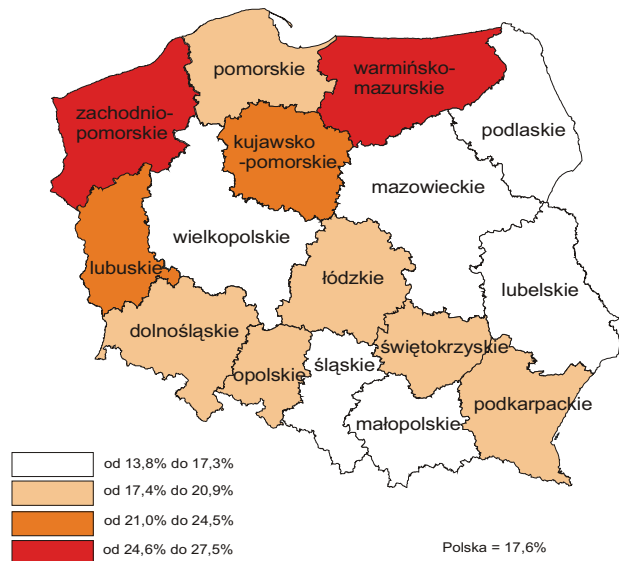 pomorskie
warmińsko-
mazurskie
zachodnio-
pomorskie
podlaskie
kujawsko
-pomorskie
mazowieckie
wielkopolskie
lubuskie
łódzkie
lubelskie
dolnośląskie
świętokrzyskie
śląskie
opolskie
podkarpackie
małopolskie
od 13,8% do 17,3%
od 17,4% do 20,9%
od 21,0% do 24,5%
od 24,6% do 27,5%
Polska = 17,6%